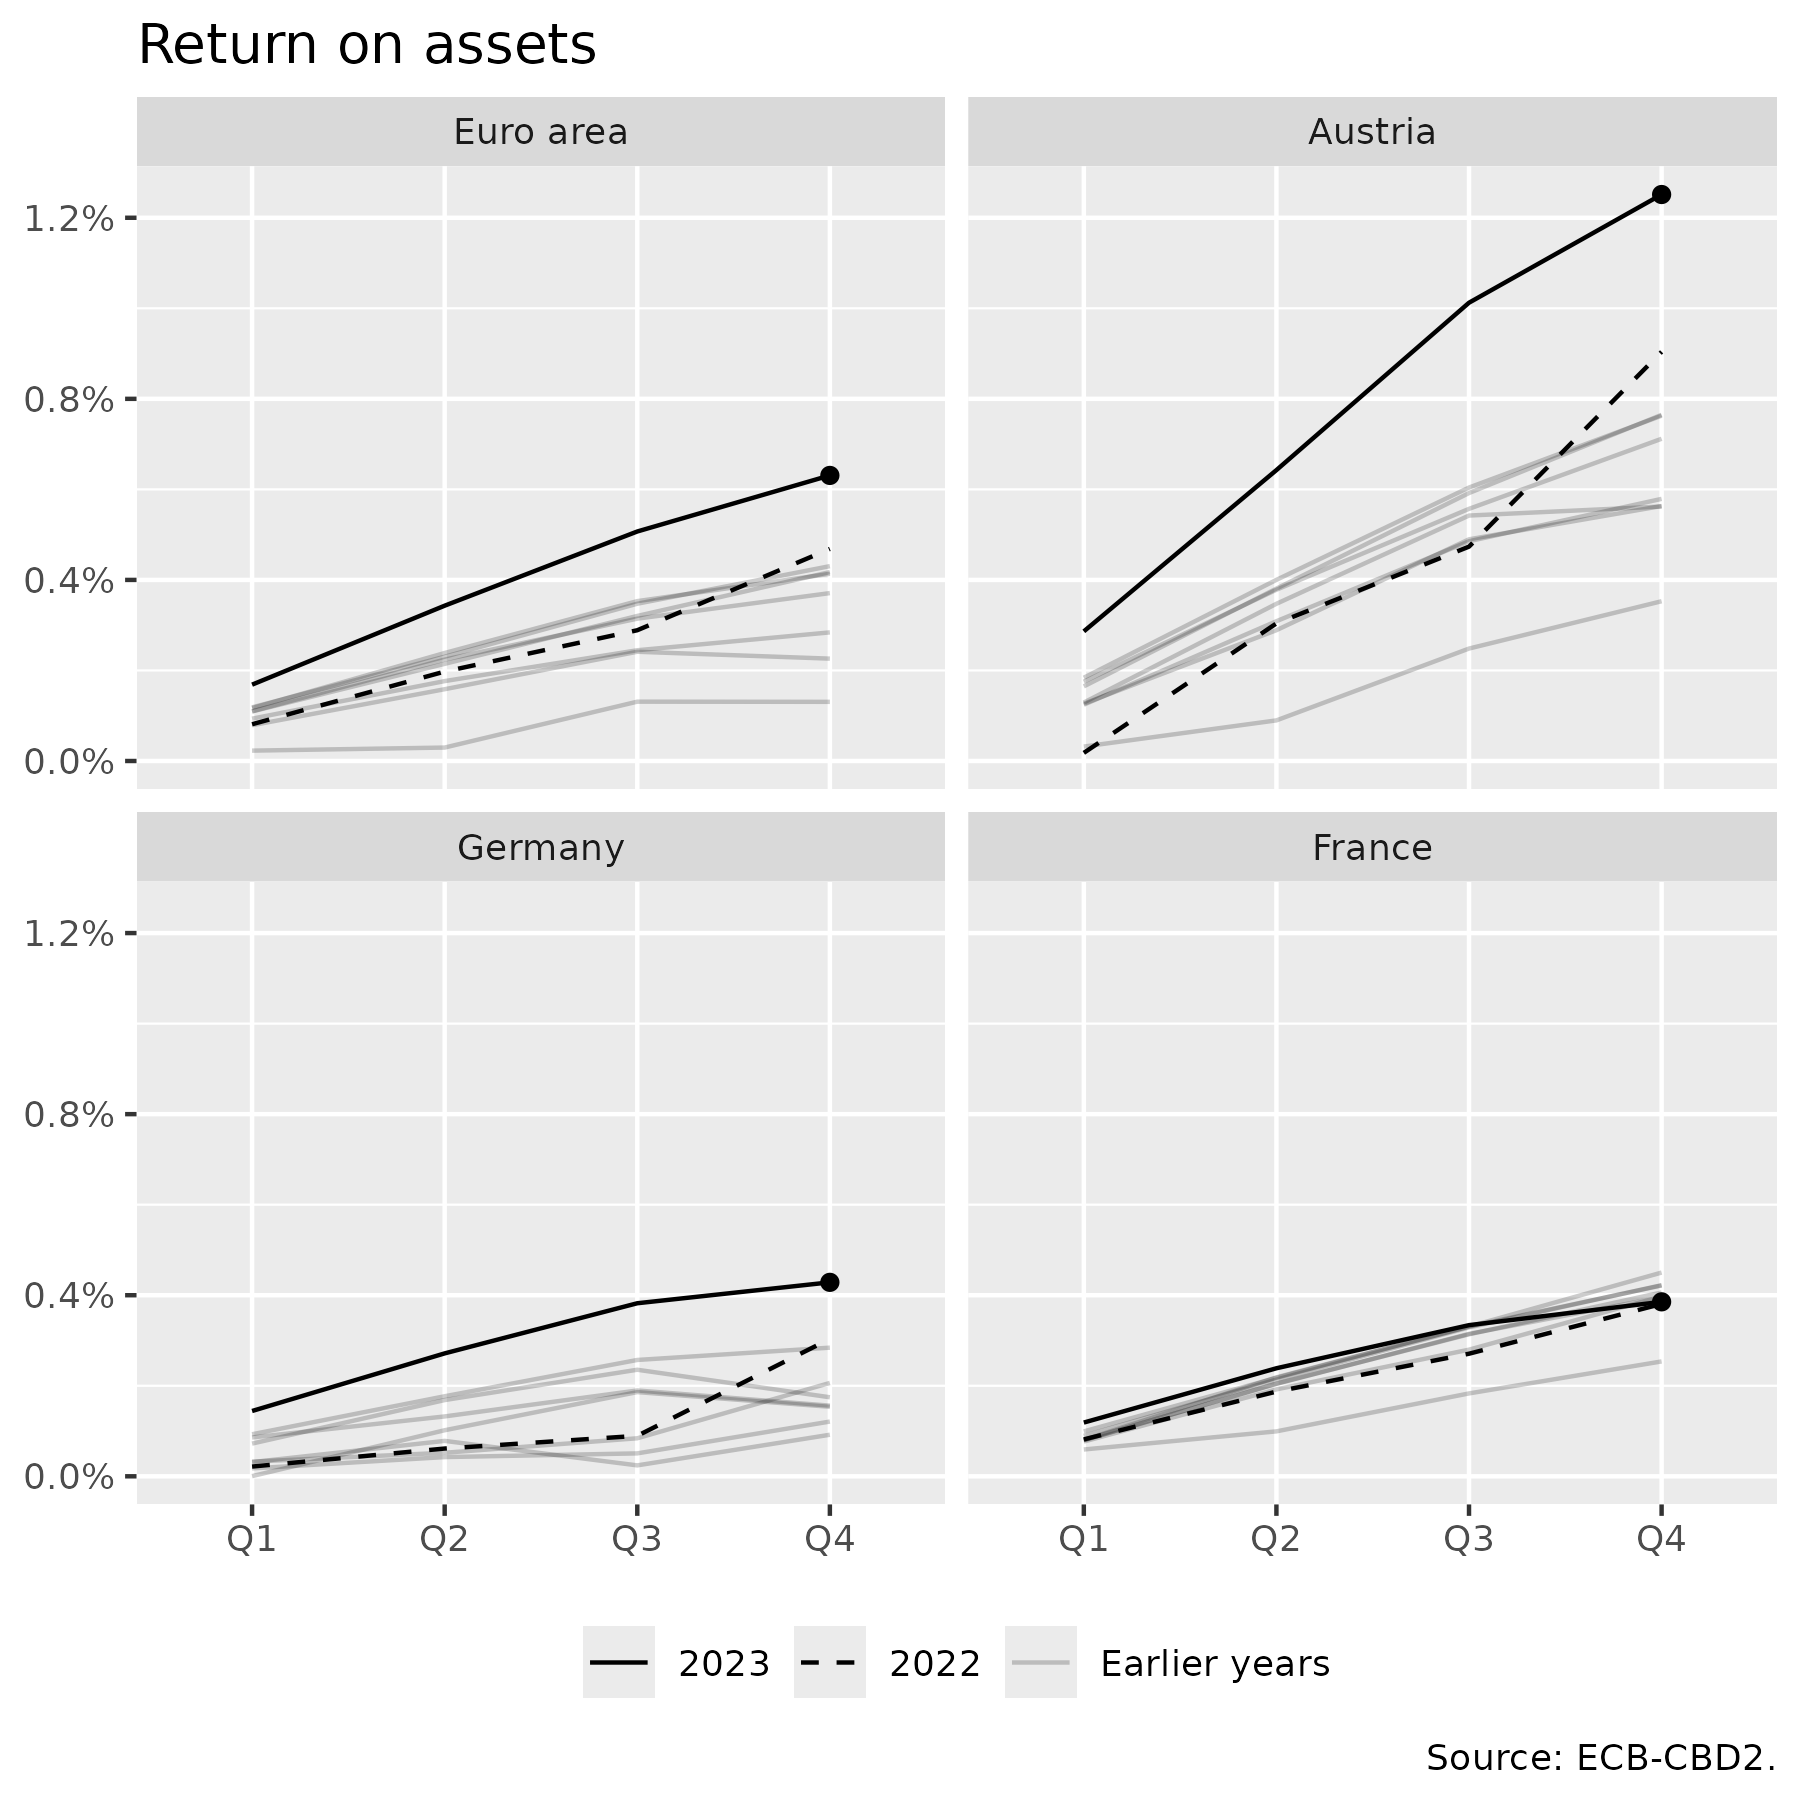 Return on assets
Euro area
Austria
1.2%
0.8%
0.4%
0.0%
Germany
France
1.2%
0.8%
0.4%
0.0%
Q1 Q2 Q3 Q4 Q1 Q2 Q3 Q4
2023 2022 Earlier years
Source: ECB-CBD2.